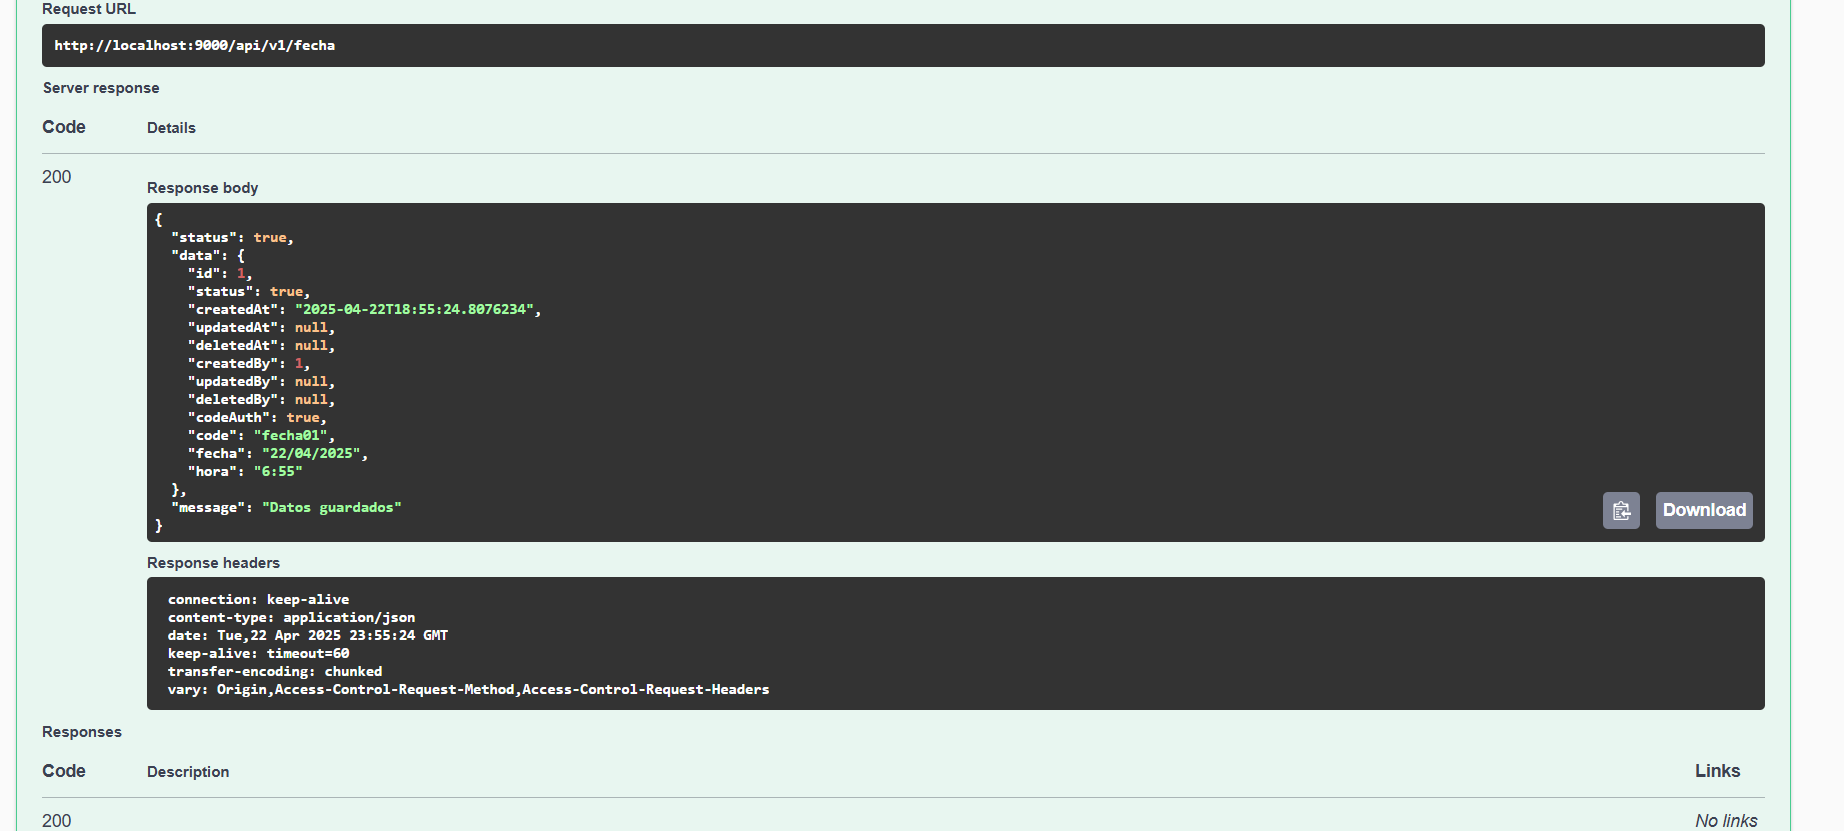 Request URL
http://localhost:9000/api/v1/fecha
Server response
Code Details
200
Response body
{
  "status": true,
  "data": {
    "id": 1,
    "status": true,
    "createdAt": "2025-04-22T18:55:24.8076234",
    "updatedAt": null,
    "deletedAt": null,
    "createdBy": 1,
    "updatedBy": null,
    "deletedBy": null,
    "codeAuth": true,
    "code": "fecha01",
    "fecha": "22/04/2025",
    "hora": "6:55"
  },
  "message": "Datos guardados"
}
Download
Response headers
connection: keep-alive
content-type: application/json
date: Tue,22 Apr 2025 23:55:24 GMT
keep-alive: timeout=60
transfer-encoding: chunked
vary: Origin,Access-Control-Request-Method,Access-Control-Request-Headers
Responses
Code Description Links
200 No links